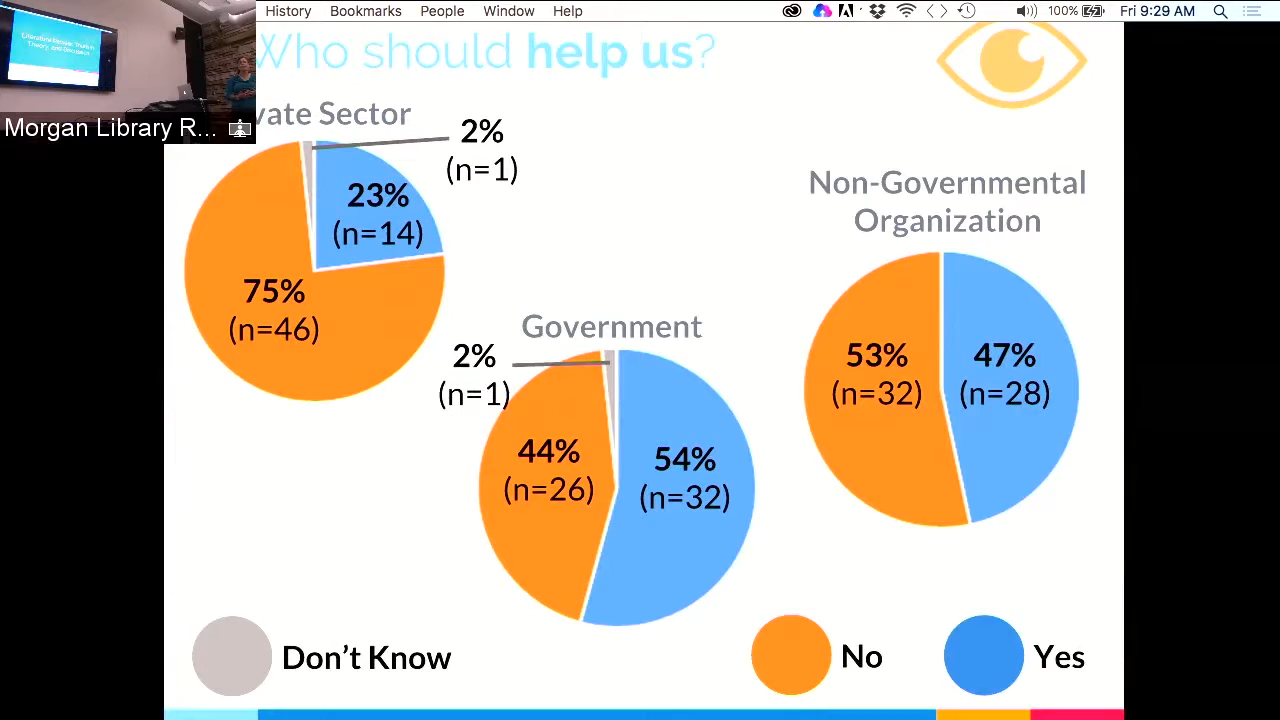 History Bookmarks People Window Help 100% Fri 9:29 AM
Who should help us?
Morgan Library R...
vate Sector
2%
(n=1)
23%
(n=14)
75%
(n=46)
Non-Governmental
Organization
53%
(n=32)
47%
(n=28)
Government
2%
(n=1)
44%
(n=26)
54%
(n=32)
Don't Know
No
Yes